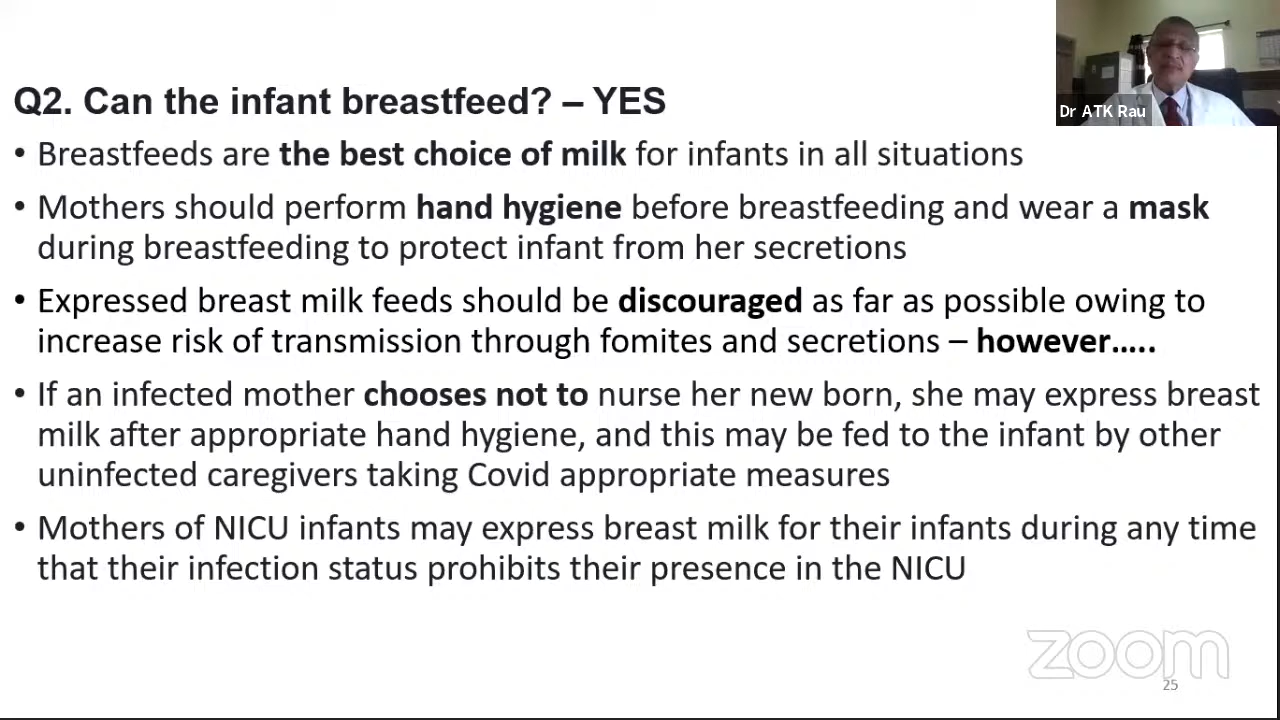 Q2. Can the infant breastfeed? – YES
• Breastfeeds are the best choice of milk for infants in all situations
• Mothers should perform hand hygiene before breastfeeding and wear a mask
during breastfeeding to protect infant from her secretions
• Expressed breast milk feeds should be discouraged as far as possible owing to
increase risk of transmission through fomites and secretions – however…..
• If an infected mother chooses not to nurse her new born, she may express breast
milk after appropriate hand hygiene, and this may be fed to the infant by other
uninfected caregivers taking Covid appropriate measures
• Mothers of NICU infants may express breast milk for their infants during any time
that their infection status prohibits their presence in the NICU
Dr ATK Rau
zoom
25